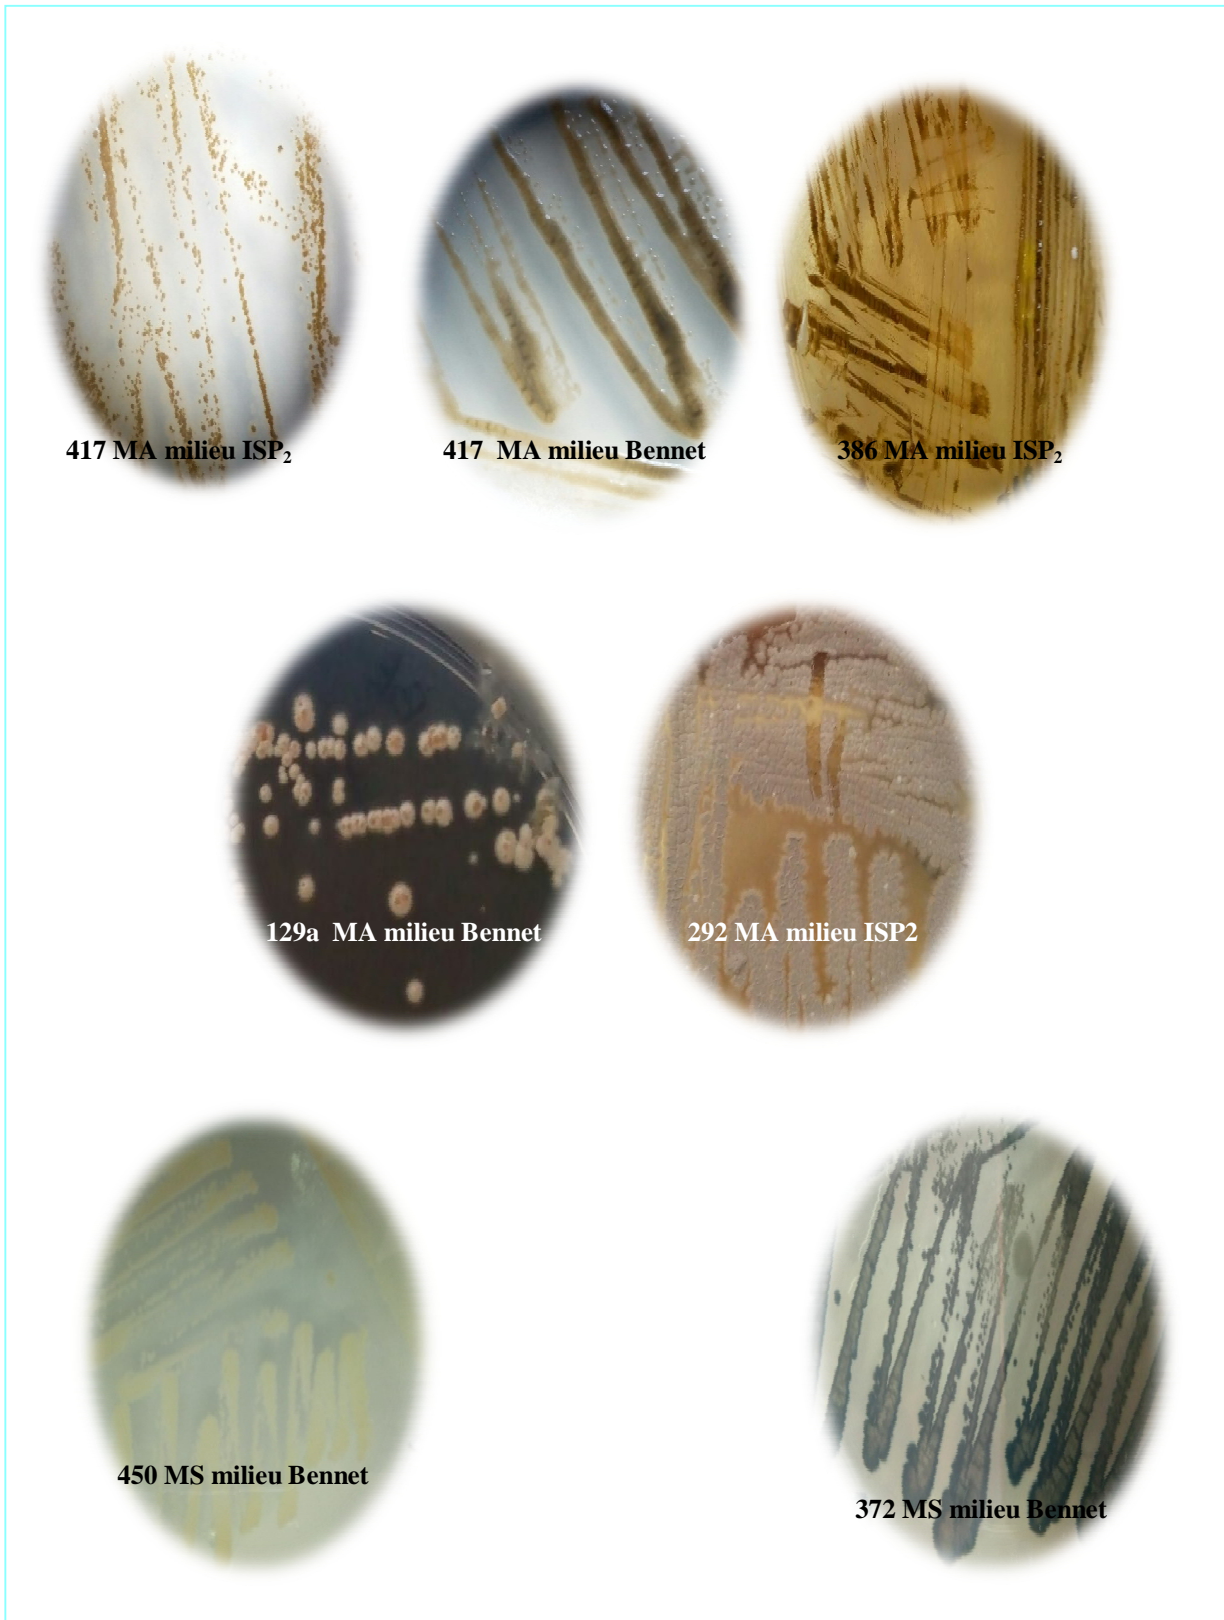 417 MA milieu ISP₂
417 MA milieu Bennet
386 MA milieu ISP₂
129a MA milieu Bennet
292 MA milieu ISP2
450 MS milieu Bennet
372 MS milieu Bennet